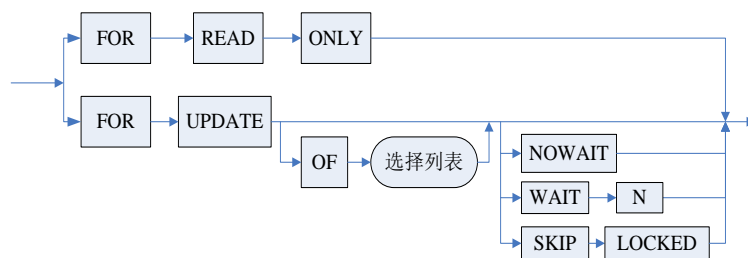 FOR READ ONLY
FOR UPDATE
OF 选择列表
NOWAIT
WAIT N
SKIP LOCKED